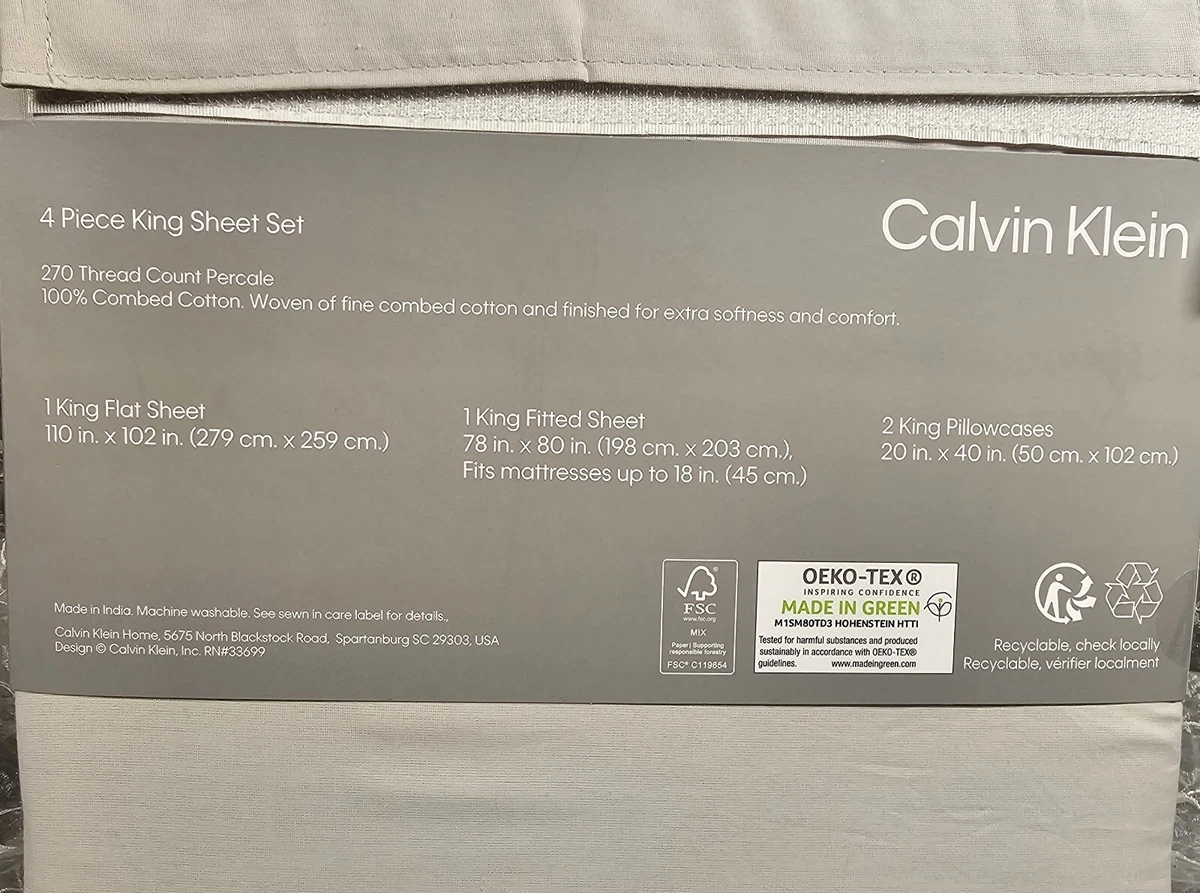 Calvin Klein
4 Piece King Sheet Set
270 Thread Count Percale
100% Combed Cotton. Woven of fine combed cotton and finished for extra softness and comfort.
1 King Flat Sheet
110 in. x 102 in. (279 cm. x 259 cm.)
1 King Fitted Sheet
78 in. x 80 in. (198 cm. x 203 cm.),
Fits mattresses up to 18 in. (45 cm.)
2 King Pillowcases
20 in. x 40 in. (50 cm. x 102 cm.)
Made in India. Machine washable. See sewn in care label for details.,
Calvin Klein Home, 5675 North Blackstock Road, Spartanburg SC 29303, USA
Design © Calvin Klein, Inc. RN#33699
®
FSC
www.fsc.org
MIX
Paper | Supporting
responsible forestry
FSC® C119654
OEKO-TEX®
INSPIRING CONFIDENCE
MADE IN GREEN
M1SM80TD3 HOHENSTEIN HTTI
Tested for harmful substances and produced
sustainably in accordance with OEKO-TEX®
guidelines. www.madeingreen.com
Recyclable, check locally
Recyclable, vérifier localment